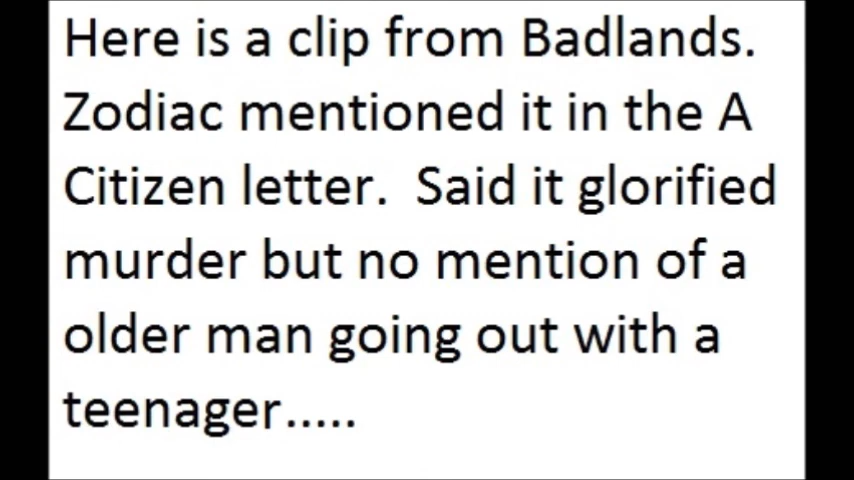 Here is a clip from Badlands.
Zodiac mentioned it in the A
Citizen letter.  Said it glorified
murder but no mention of a
older man going out with a
teenager.....